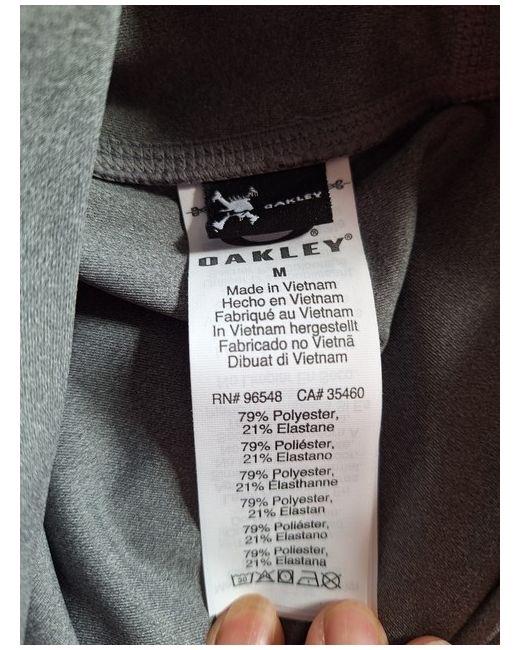 OAKLEY
OAKLEY®
M
Made in Vietnam
Hecho en Vietnam
Fabriqué au Vietnam
In Vietnam hergestellt
Fabricado no Vietnã
Dibuat di Vietnam
RN# 96548 CA# 35460
79% Polyester,
21% Elastane
79% Poliéster,
21% Elastano
79% Polyester,
21% Élasthanne
79% Polyester,
21% Elastan
79% Poliáster,
21% Elastano
79% Poliester,
21% Elastana
30